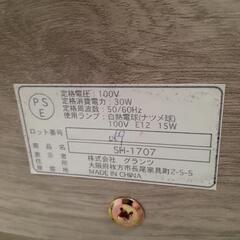 P S
E
定格電圧：100V
定格消費電力：30W
定格周波数：50/60Hz
使用ランプ：白熱電球(ナツメ球)
100V E12 15W
ロット番号
商品名 SH-1707
株式会社 グランツ
大阪府枚方市長尾家具町2-5-5
MADE IN CHINA